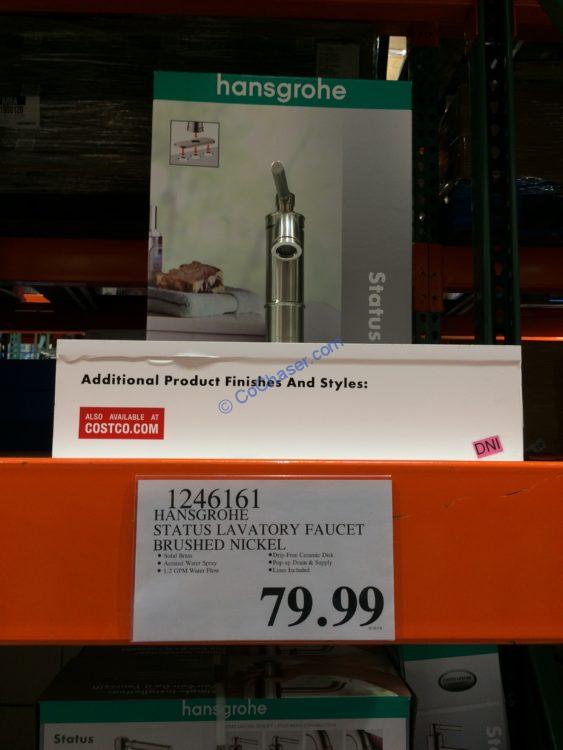 hansgrohe
Status
© CoChaser.com
Additional Product Finishes And Styles:
ALSO AVAILABLE AT
COSTCO.COM
DNI
1246161
HANSGROHE
STATUS LAVATORY FAUCET
BRUSHED NICKEL
• Solid Brass
• Aerated Water Spray
• 1.2 GPM Water Flow
• Drip-Free Ceramic Disk
• Pop-up Drain & Supply
• Lines Included
79.99
hansgrohe
Status